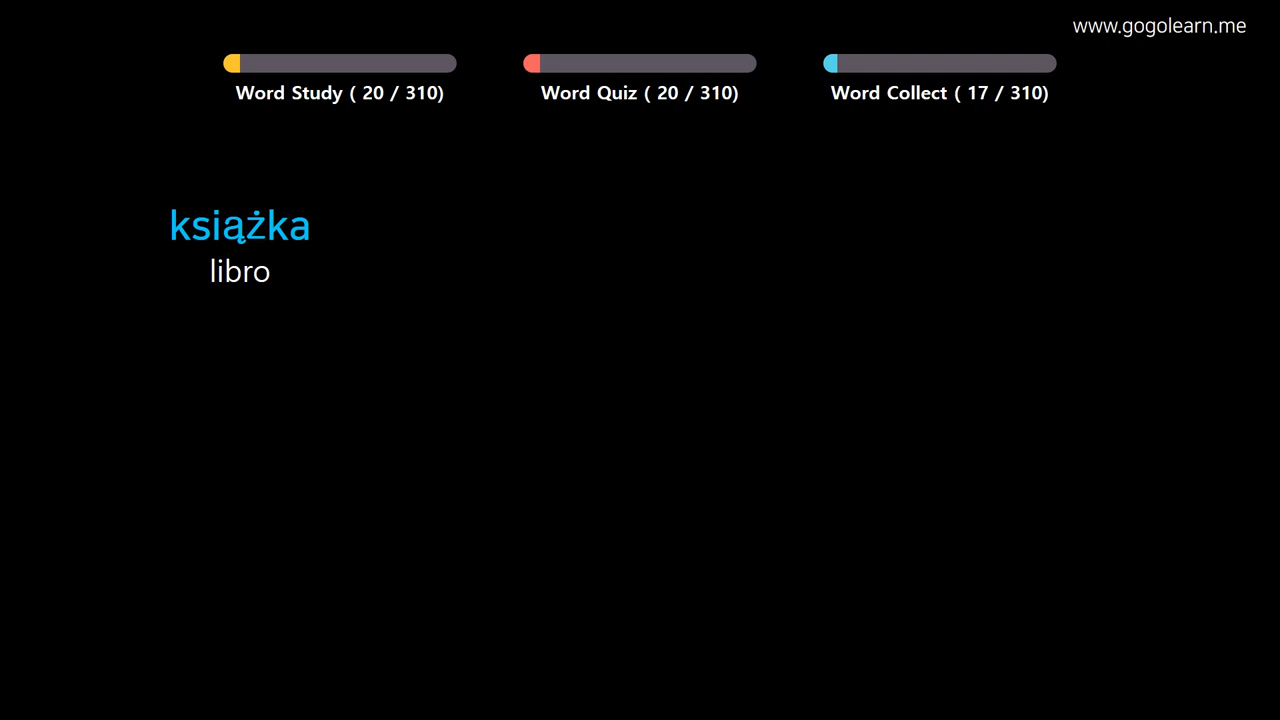 www.gogolearn.me
Word Study ( 20 / 310)
Word Quiz ( 20 / 310)
Word Collect ( 17 / 310)
książka
libro